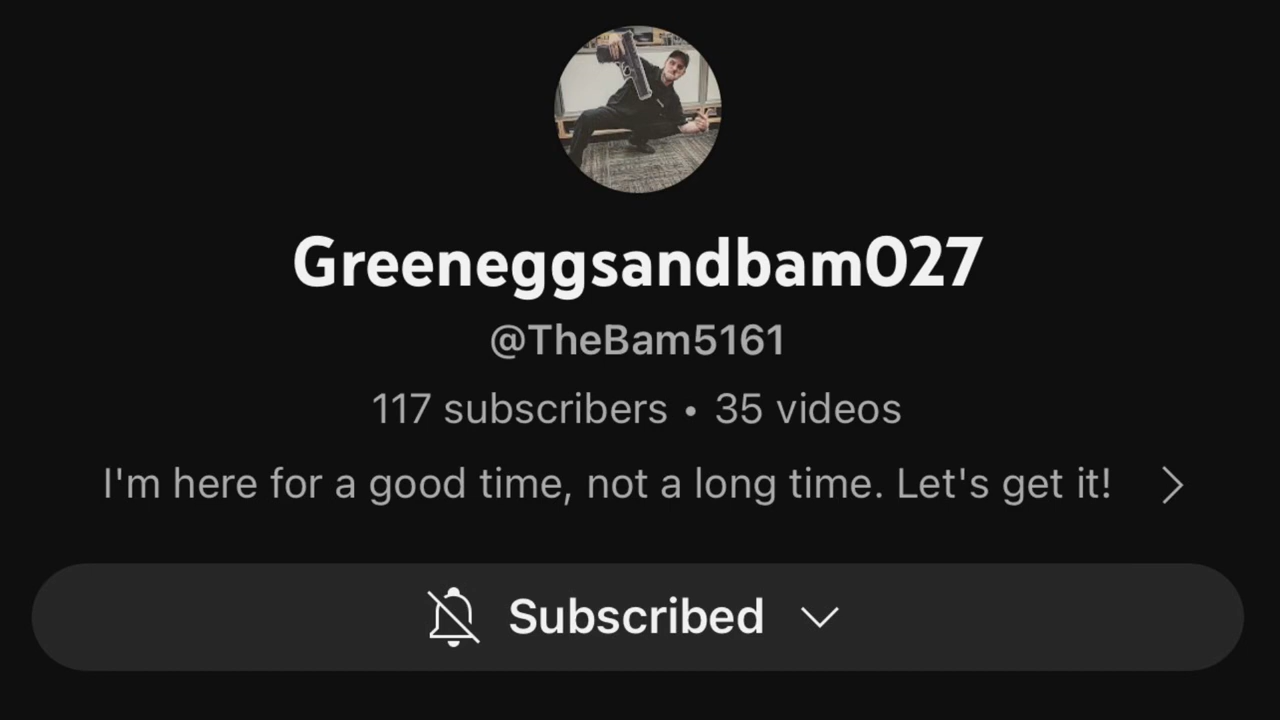 Greeneggsandbam027
@TheBam5161
117 subscribers • 35 videos
I'm here for a good time, not a long time. Let's get it!
Subscribed